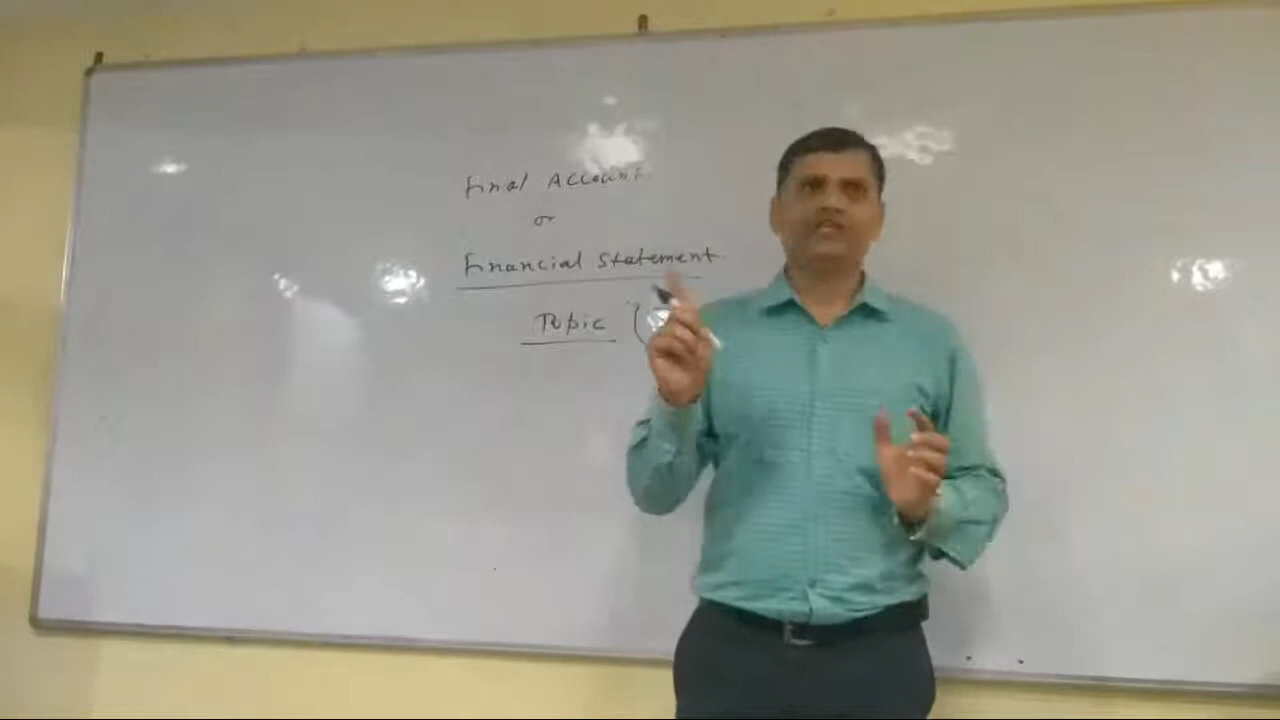 Final Account
or
Financial Statement
Topic (